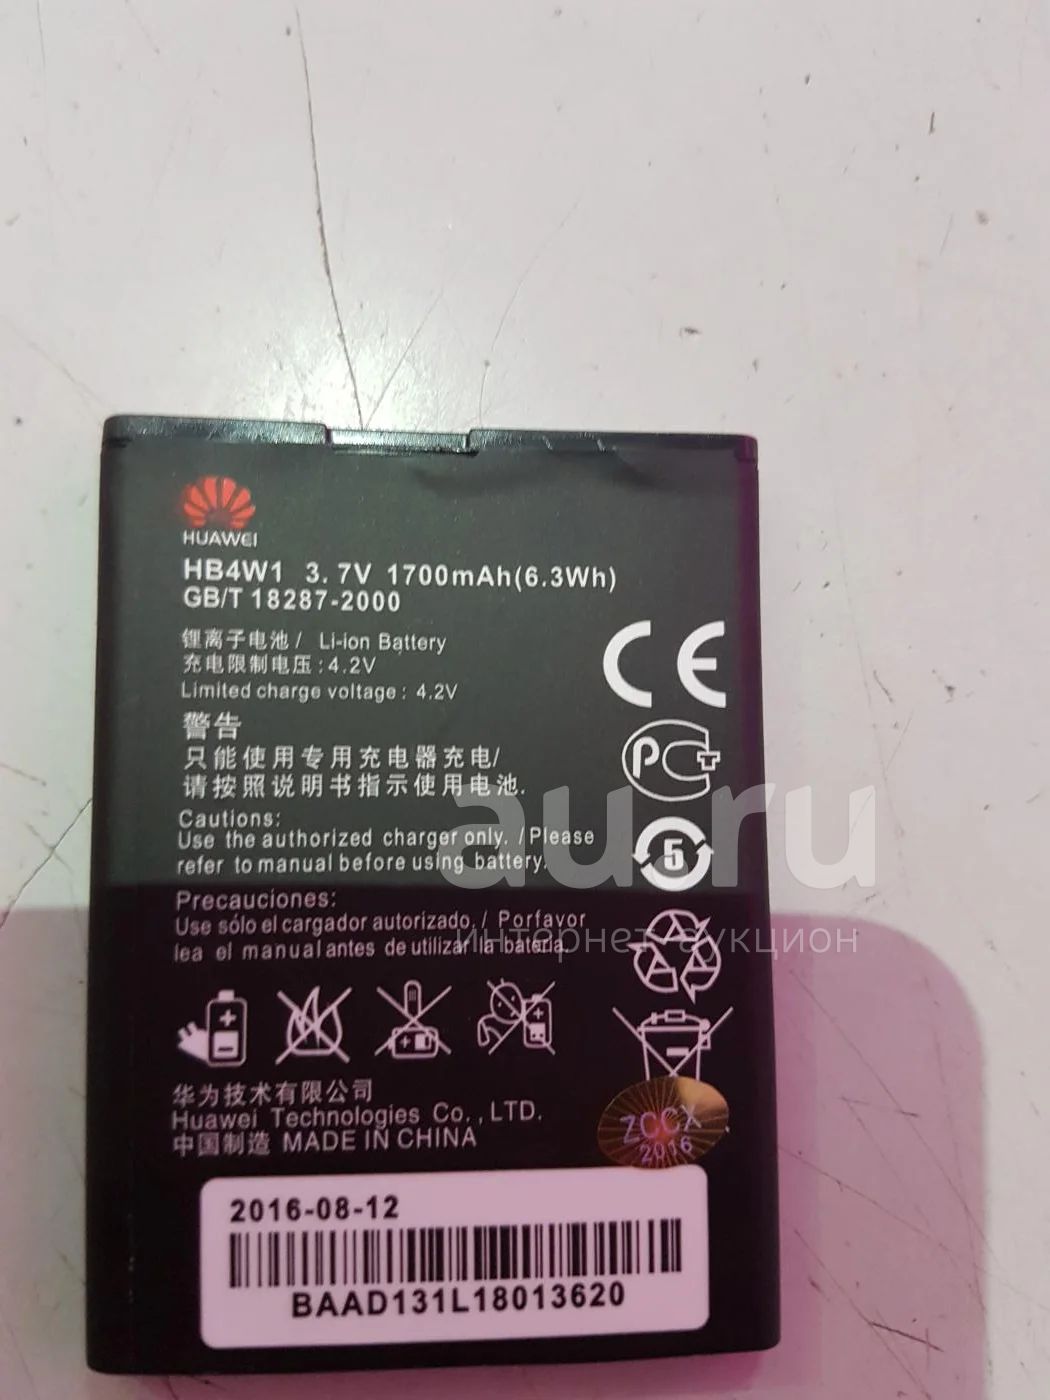 HUAWEI
HB4W1 3.7V 1700mAh(6.3Wh)
GB/T 18287-2000
锂离子电池/ Li-ion Battery
充电限制电压:4.2V
Limited charge voltage: 4.2V
警告
只能使用专用充电器充电/
请按照说明书指示使用电池.
Cautions:
Use the authorized charger only. /Please
refer to manual before using battery.
Precauciones:
Use sólo el cargador autorizado. / Porfavor
lea el manual antes de utilizar la bateria.
CE
PCT
5
华为技术有限公司
Huawei Technologies Co.,LTD.
中国制造 MADE IN CHINA
ZCCX
2016
2016-08-12
BAAD131L18013620
au.ru
интернет-аукцион